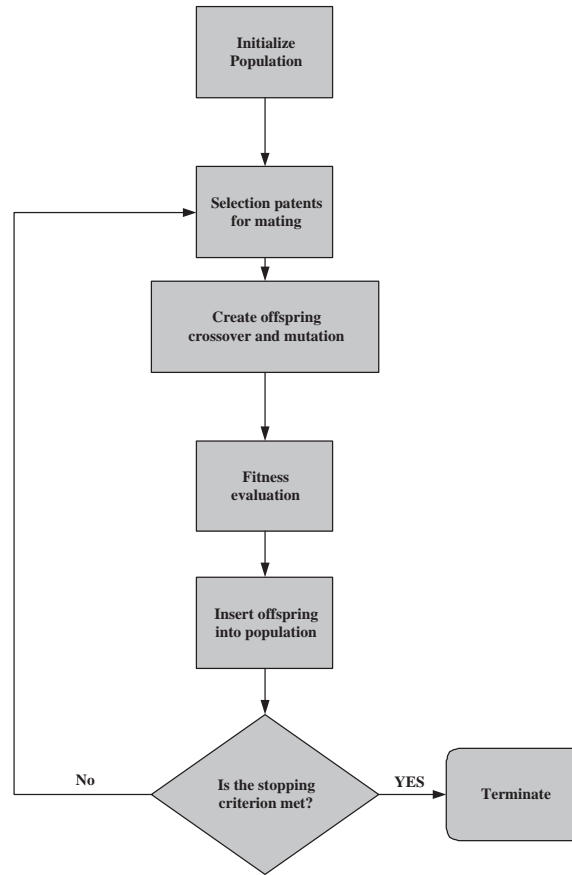 Initialize
Population
Selection patents
for mating
Create offspring
crossover and mutation
Fitness
evaluation
Insert offspring
into population
Is the stopping
criterion met?
No
YES
Terminate